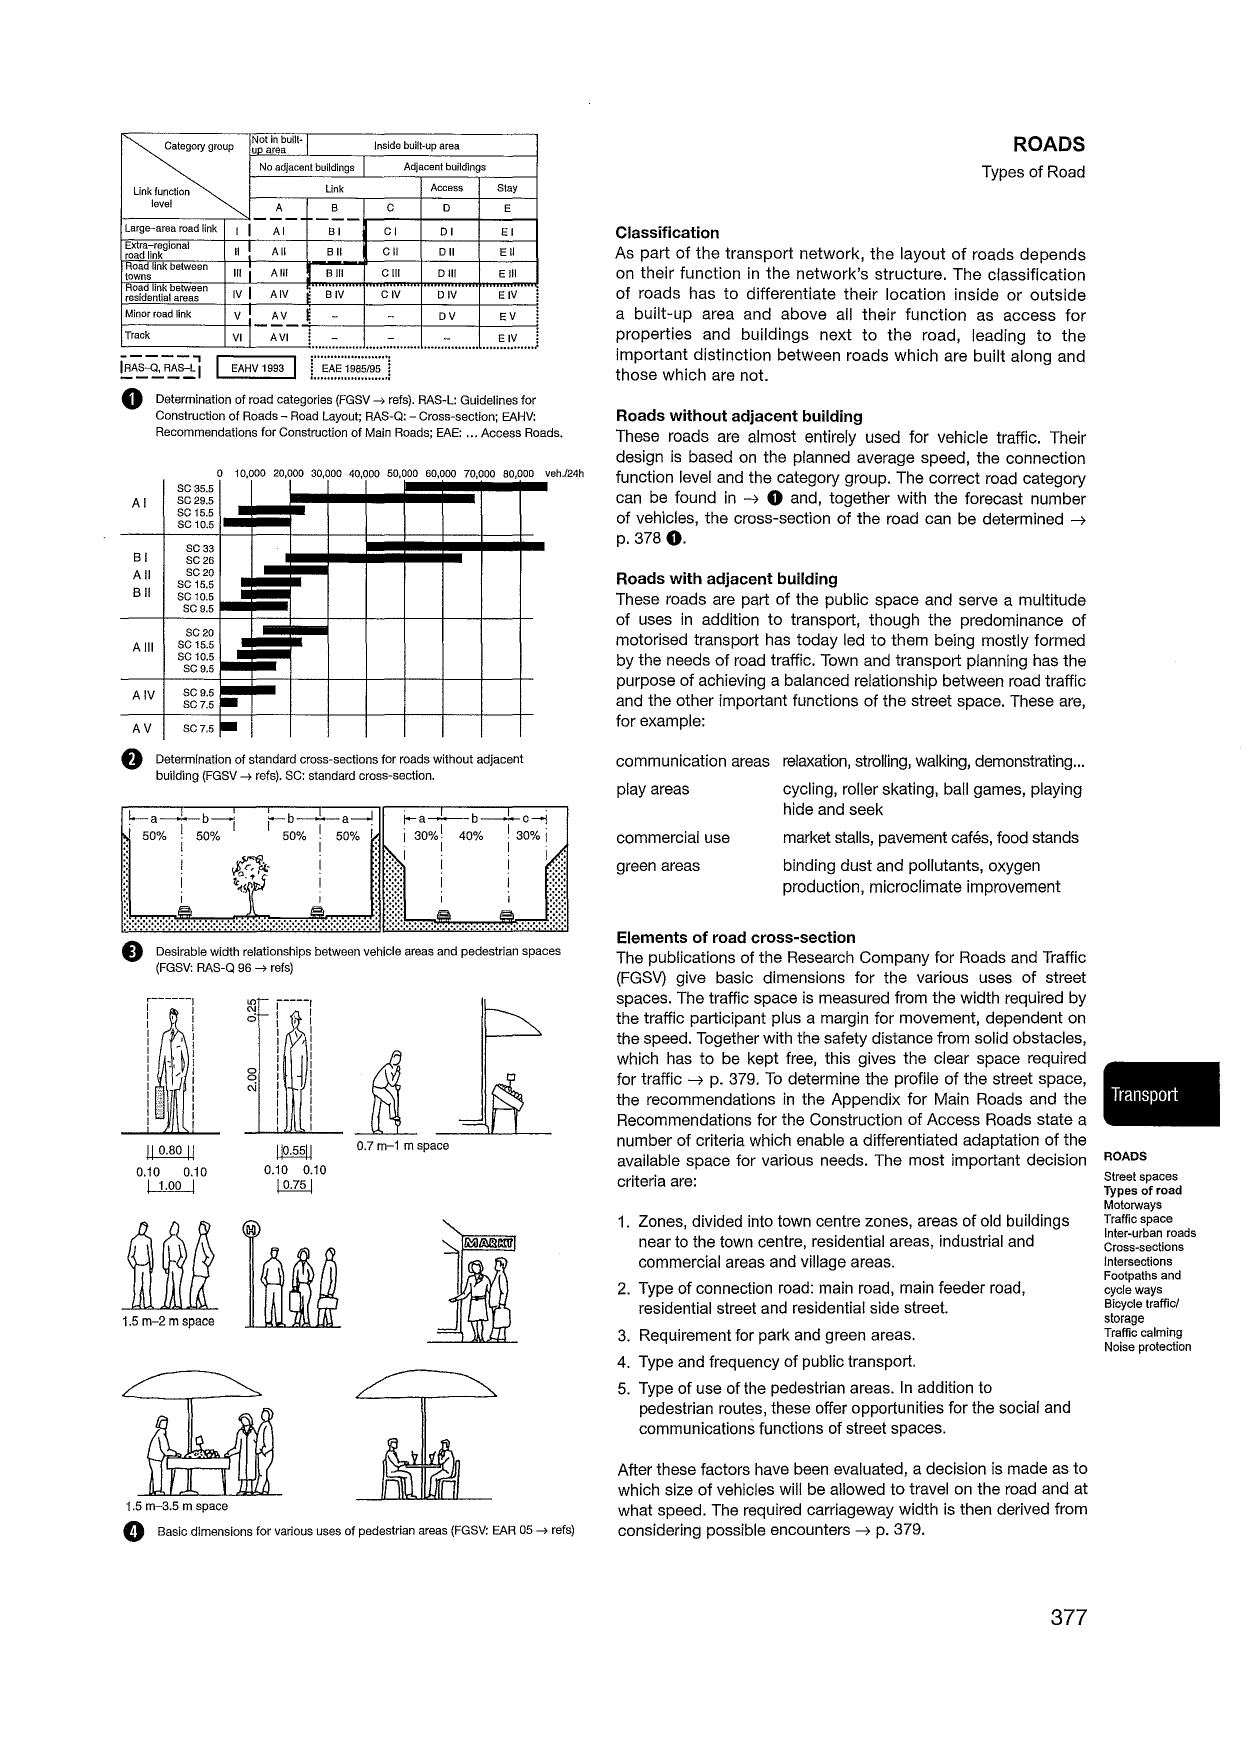 ROADS
Types of Road
Category group
Not in built-
up area
Inside built-up area
No adjacent buildings
Adjacent buildings
Link function
level
Link
Access
Stay
A B C D E
Large-area road link I A I B I C I D I E I
Extra-regional
road link II A II B II C II D II E II
Road link between
towns III A III B III C III D III E III
Road link between
residential areas IV A IV B IV C IV D IV E IV
Minor road link V A V – – D V E V
Track VI A VI – – – E IV
RAS-Q, RAS-L EAHV 1993 EAE 1985/95
1 Determination of road categories (FGSV → refs). RAS-L: Guidelines for
Construction of Roads – Road Layout; RAS-Q: – Cross-section; EAHV:
Recommendations for Construction of Main Roads; EAE: ... Access Roads.
0 10,000 20,000 30,000 40,000 50,000 60,000 70,000 80,000 veh./24h
A I
SC 35.5
SC 29.5
SC 15.5
SC 10.5
B I
A II
B II
SC 33
SC 26
SC 20
SC 15.5
SC 10.5
SC 9.5
A III
SC 20
SC 15.5
SC 10.5
SC 9.5
A IV
SC 9.5
SC 7.5
A V
SC 7.5
2 Determination of standard cross-sections for roads without adjacent
building (FGSV → refs). SC: standard cross-section.
a b b a a b c
50% 50% 50% 50% 30% 40% 30%
3 Desirable width relationships between vehicle areas and pedestrian spaces
(FGSV: RAS-Q 96 → refs)
0.25
2.00
0.80
0.10 0.10
1.00
0.55
0.10 0.10
0.75
0.7 m–1 m space
H
MARKT
1.5 m–2 m space
1.5 m–3.5 m space
4 Basic dimensions for various uses of pedestrian areas (FGSV: EAR 05 → refs)
Classification
As part of the transport network, the layout of roads depends
on their function in the network's structure. The classification
of roads has to differentiate their location inside or outside
a built-up area and above all their function as access for
properties and buildings next to the road, leading to the
important distinction between roads which are built along and
those which are not.
Roads without adjacent building
These roads are almost entirely used for vehicle traffic. Their
design is based on the planned average speed, the connection
function level and the category group. The correct road category
can be found in → 1 and, together with the forecast number
of vehicles, the cross-section of the road can be determined →
p. 378 1.
Roads with adjacent building
These roads are part of the public space and serve a multitude
of uses in addition to transport, though the predominance of
motorised transport has today led to them being mostly formed
by the needs of road traffic. Town and transport planning has the
purpose of achieving a balanced relationship between road traffic
and the other important functions of the street space. These are,
for example:
communication areas relaxation, strolling, walking, demonstrating...
play areas cycling, roller skating, ball games, playing
hide and seek
commercial use market stalls, pavement cafés, food stands
green areas binding dust and pollutants, oxygen
production, microclimate improvement
Elements of road cross-section
The publications of the Research Company for Roads and Traffic
(FGSV) give basic dimensions for the various uses of street
spaces. The traffic space is measured from the width required by
the traffic participant plus a margin for movement, dependent on
the speed. Together with the safety distance from solid obstacles,
which has to be kept free, this gives the clear space required
for traffic → p. 379. To determine the profile of the street space,
the recommendations in the Appendix for Main Roads and the
Recommendations for the Construction of Access Roads state a
number of criteria which enable a differentiated adaptation of the
available space for various needs. The most important decision
criteria are:
1. Zones, divided into town centre zones, areas of old buildings
near to the town centre, residential areas, industrial and
commercial areas and village areas.
2. Type of connection road: main road, main feeder road,
residential street and residential side street.
3. Requirement for park and green areas.
4. Type and frequency of public transport.
5. Type of use of the pedestrian areas. In addition to
pedestrian routes, these offer opportunities for the social and
communications functions of street spaces.
After these factors have been evaluated, a decision is made as to
which size of vehicles will be allowed to travel on the road and at
what speed. The required carriageway width is then derived from
considering possible encounters → p. 379.
Transport
ROADS
Street spaces
Types of road
Motorways
Traffic space
Inter-urban roads
Cross-sections
Intersections
Footpaths and
cycle ways
Bicycle traffic/
storage
Traffic calming
Noise protection
377